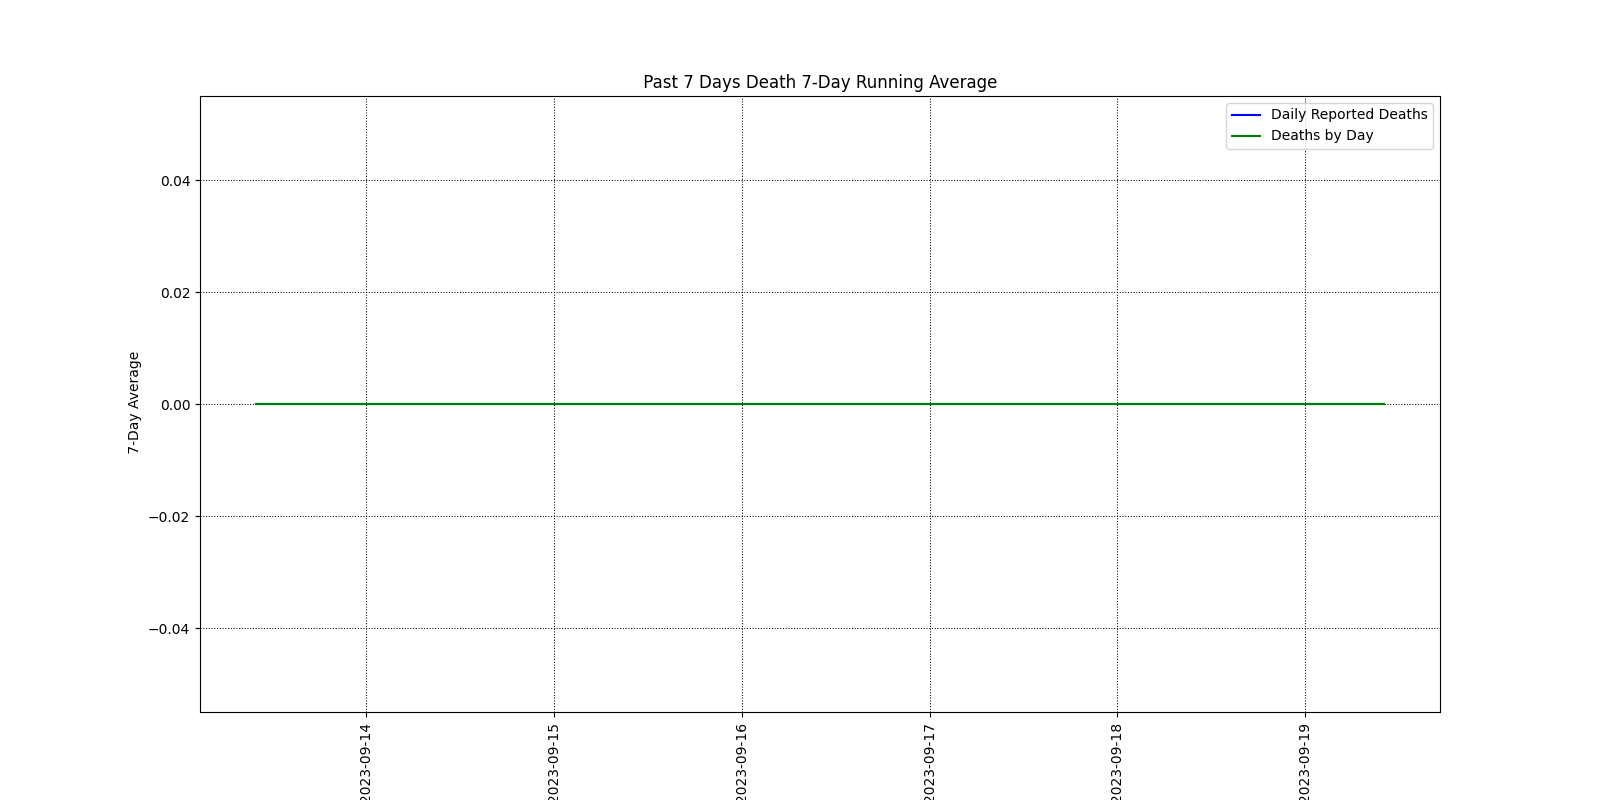 Past 7 Days Death 7-Day Running Average
Daily Reported Deaths
Deaths by Day
7-Day Average
0.04
0.02
0.00
−0.02
−0.04
2023-09-14
2023-09-15
2023-09-16
2023-09-17
2023-09-18
2023-09-19